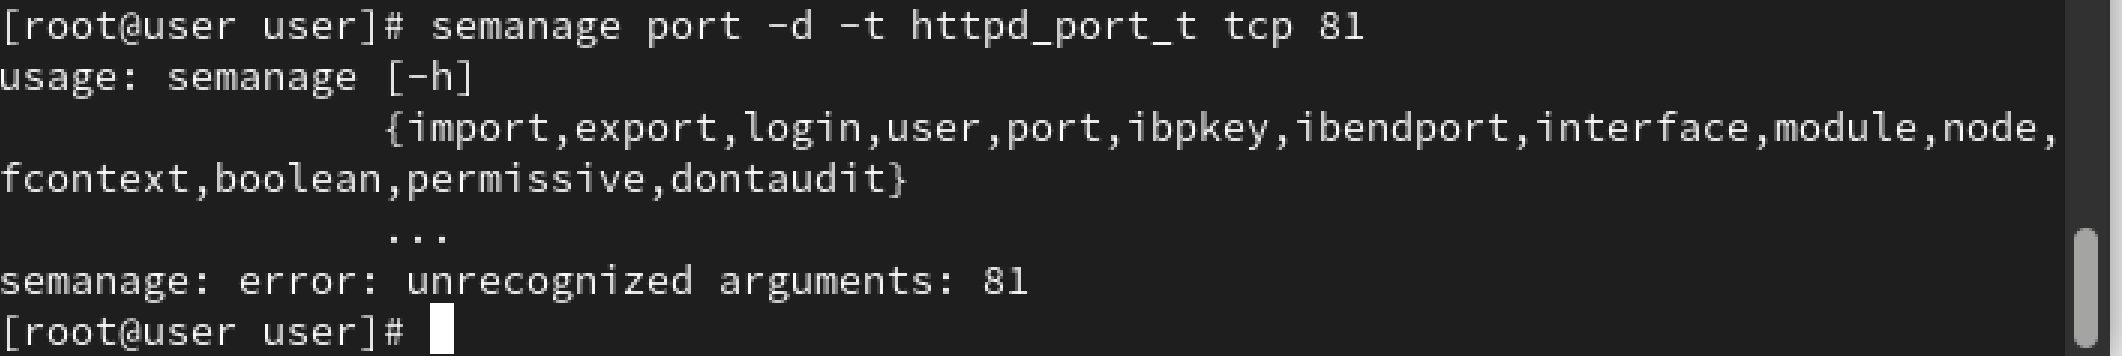 [root@user user]# semanage port -d -t httpd_port_t tcp 81
usage: semanage [-h]
{import,export,login,user,port,ibpkey,ibendport,interface,module,node,
fcontext,boolean,permissive,dontaudit}
...
semanage: error: unrecognized arguments: 81
[root@user user]#